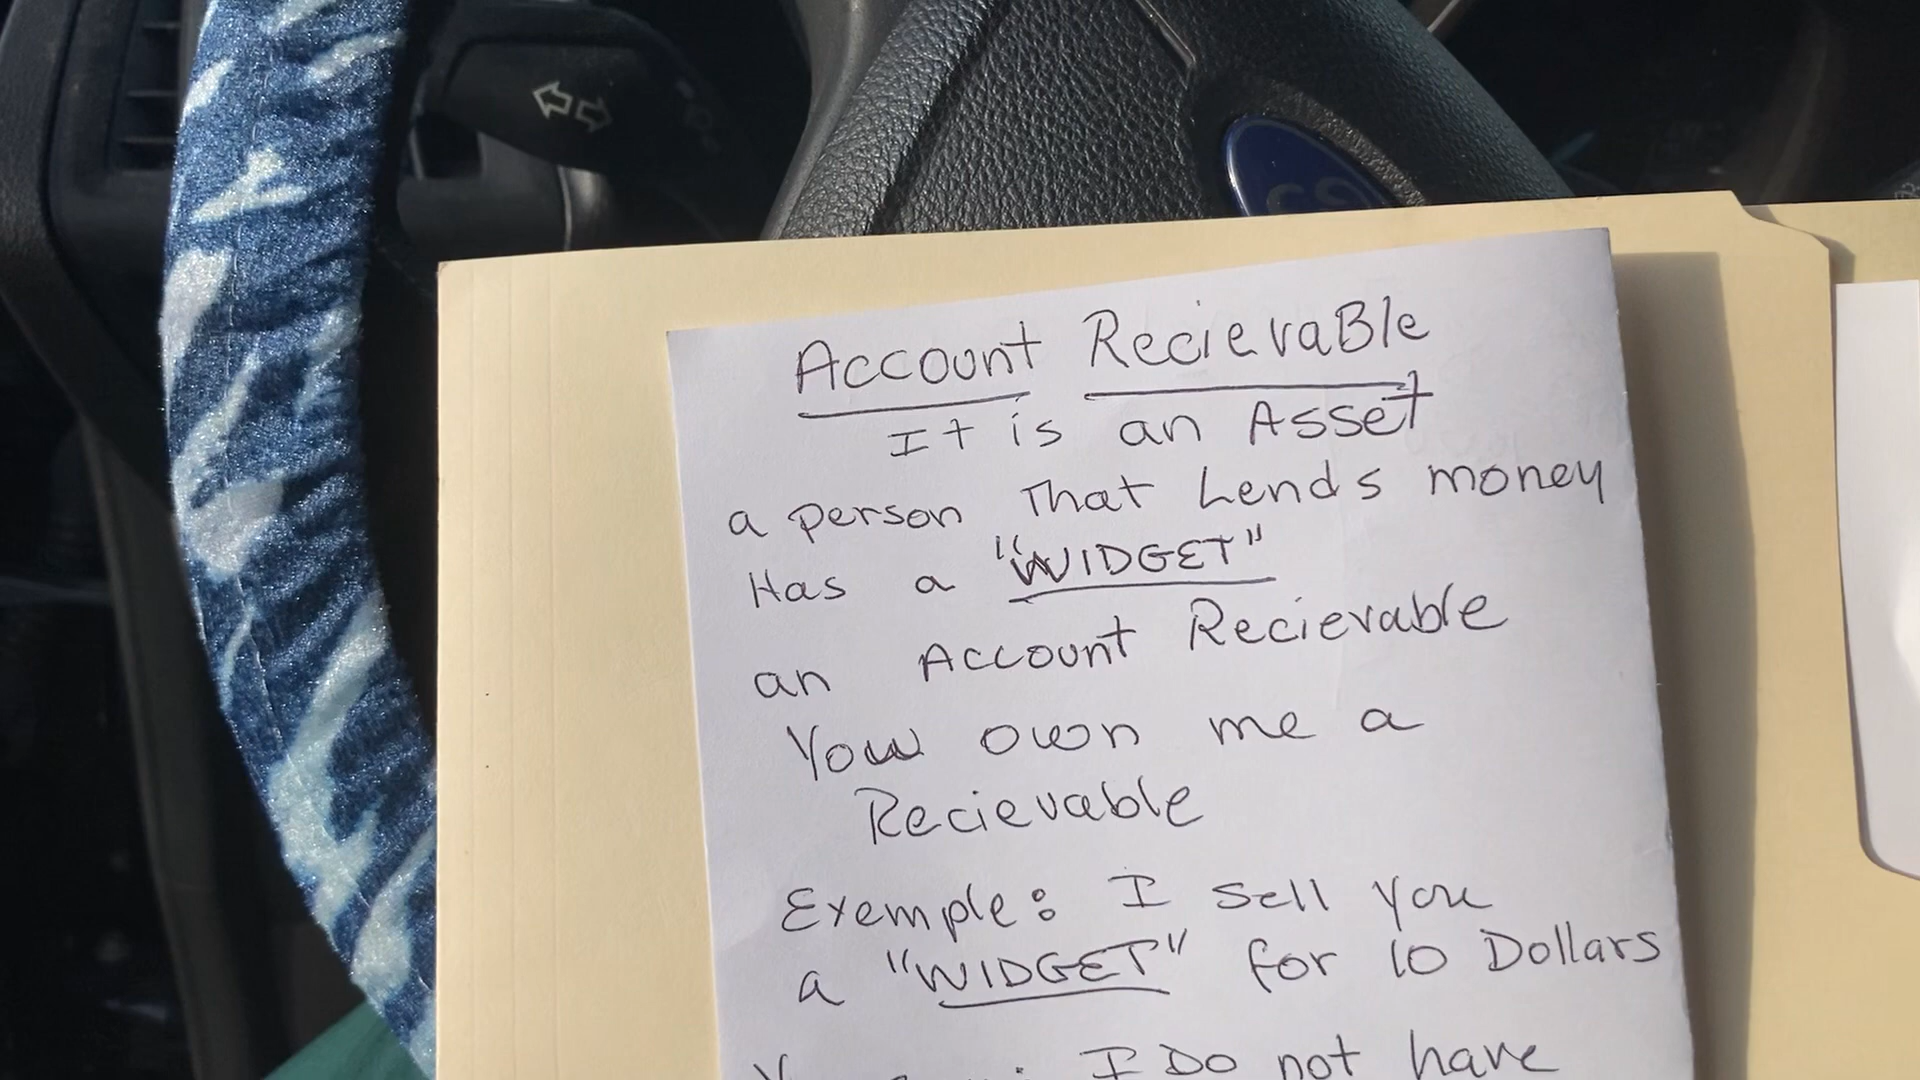 Account RecievaBle
It is an Asset
a person That Lends money
Has a "WIDGET"
an Account Recievable
You own me a
Recievable
Exemple: I sell you
a "WIDGET" for 10 Dollars
I Do not have